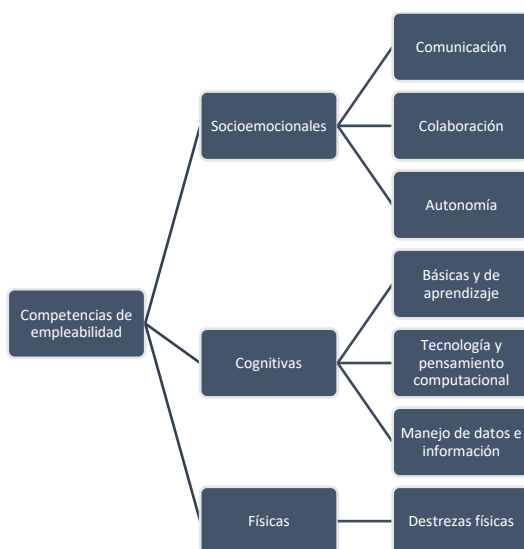 Competencias de
empleabilidad
Socioemocionales
Comunicación
Colaboración
Autonomía
Cognitivas
Básicas y de
aprendizaje
Tecnología y
pensamiento
computacional
Manejo de datos e
información
Físicas
Destrezas físicas